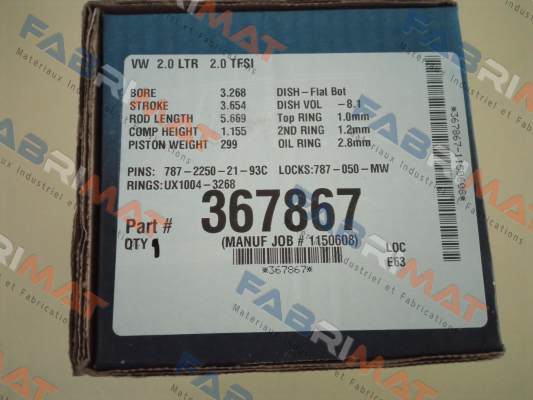 VW 2.0 LTR 2.0 TFSI
BORE 3.268 DISH-Flat Bot
STROKE 3.654 DISH VOL -8.1
ROD LENGTH 5.669 Top RING 1.0mm
COMP HEIGHT 1.155 2ND RING 1.2mm
PISTON WEIGHT 299 OIL RING 2.8mm
PINS: 787-2250-21-93C LOCKS:787-050-MW
RINGS:UX1004-3268
Part # 367867
QTY 1 (MANUF JOB # 1150608)
*367867*
LOC
E63
*367867-1150608*
FABRIMAT
Materiaux Industriel et Fabrications